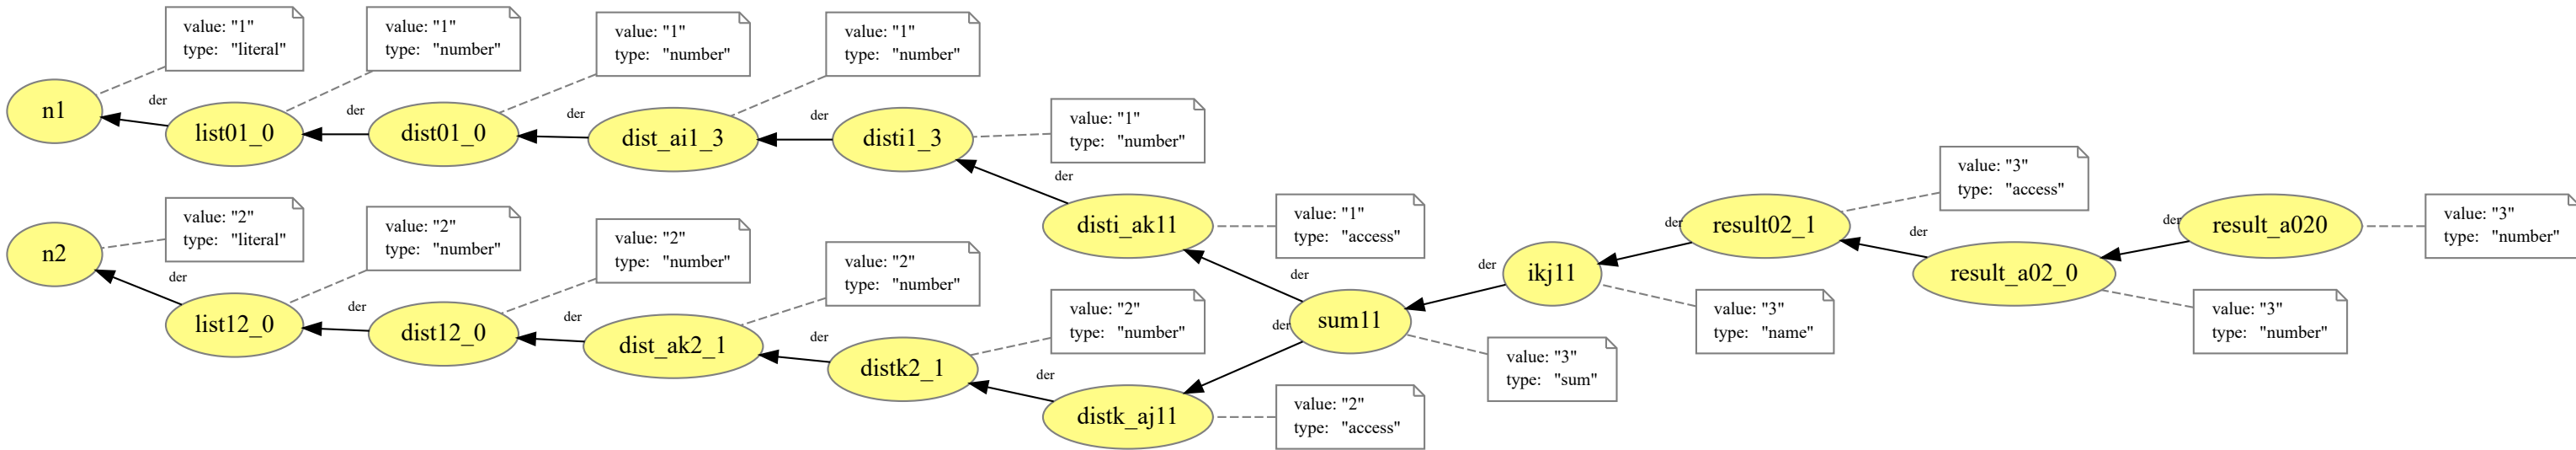 value: "1"
type: "literal"
value: "1"
type: "number"
value: "1"
type: "number"
value: "1"
type: "number"
n1
der
list01_0
der
dist01_0
der
dist_ai1_3
der
disti1_3
value: "1"
type: "number"
der
value: "2"
type: "literal"
n2
der
value: "2"
type: "number"
list12_0
der
value: "2"
type: "number"
dist12_0
der
value: "2"
type: "number"
dist_ak2_1
der
value: "2"
type: "number"
distk2_1
der
disti_ak11
value: "1"
type: "access"
der
der
distk_aj11
value: "2"
type: "access"
sum11
value: "3"
type: "sum"
der
ikj11
value: "3"
type: "name"
der
result02_1
value: "3"
type: "access"
der
result_a02_0
value: "3"
type: "number"
der
result_a020
value: "3"
type: "number"